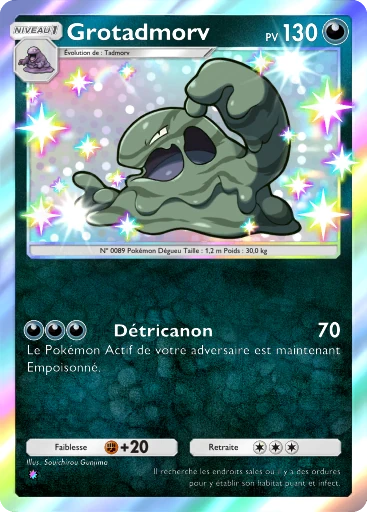 NIVEAU 1 Grotadmorv PV 130
Évolution de : Tadmorv
N° 0089 Pokémon Dégueu Taille : 1,2 m Poids : 30,0 kg
Détricanon 70
Le Pokémon Actif de votre adversaire est maintenant
Empoisonné.
Faiblesse +20 Retraite
Illus. Souichirou Gunjima
Il recherche les endroits sales où il y a des ordures
pour y établir son habitat puant et infect.